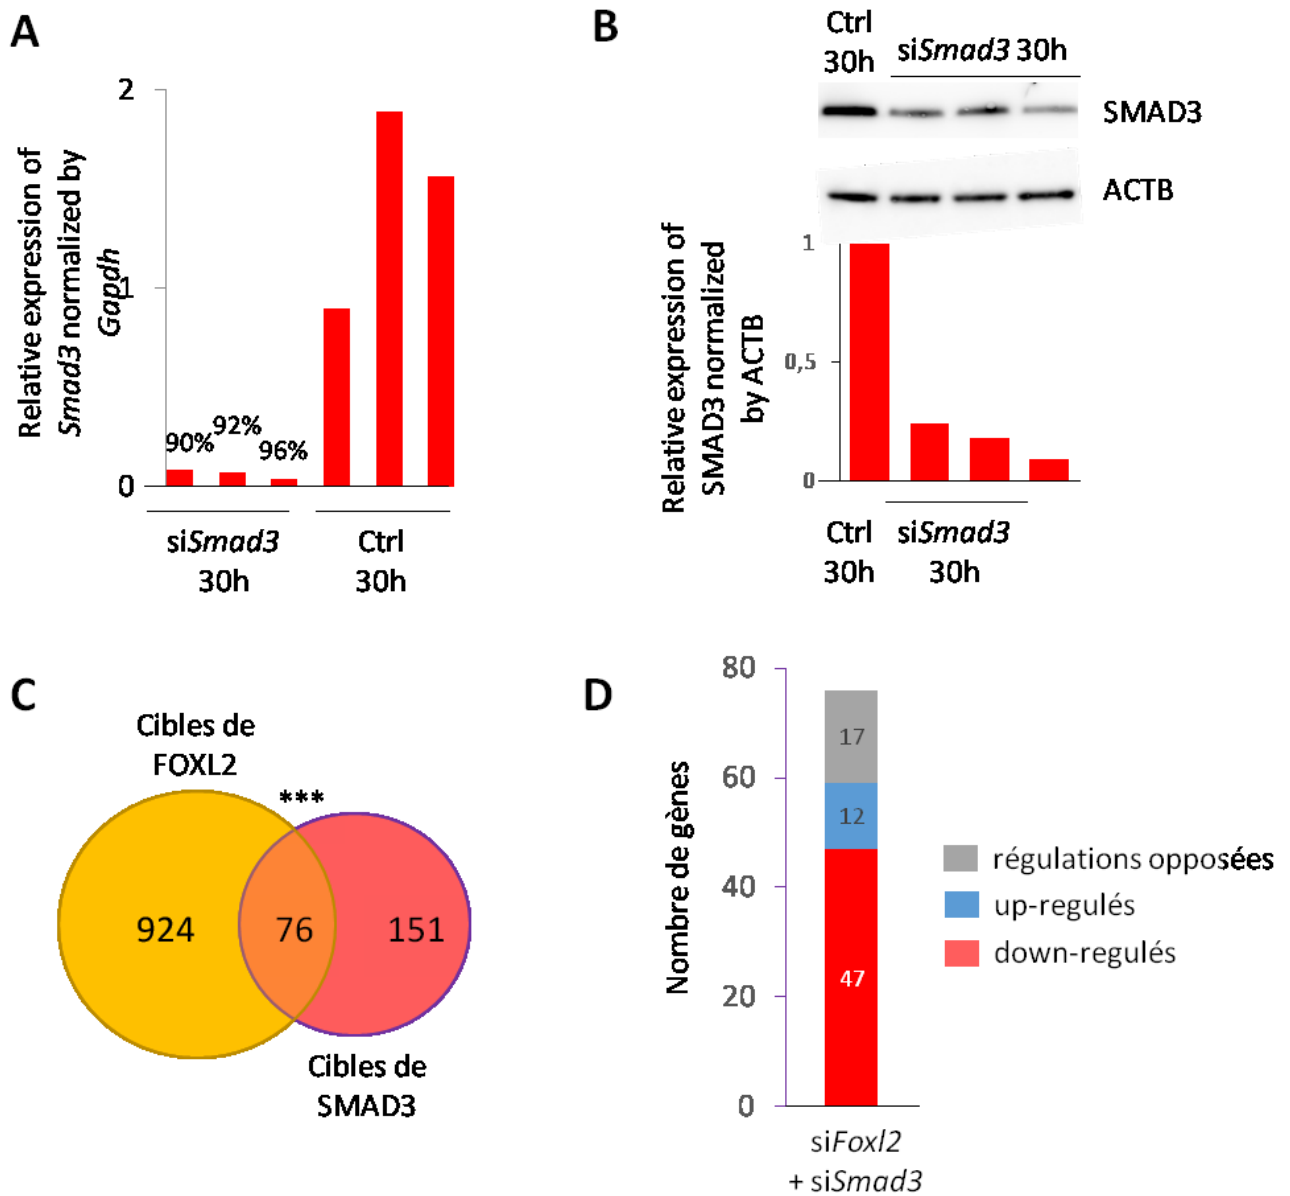 A
Relative expression of
Smad3 normalized by
Gapdh
2
1
0
90%
92%
96%
siSmad3
30h
Ctrl
30h
B
Ctrl
30h
siSmad3 30h
SMAD3
ACTB
Relative expression of
SMAD3 normalized
by ACTB
1
0,5
0
Ctrl
30h
siSmad3
30h
C
Cibles de
FOXL2
***
924
76
151
Cibles de
SMAD3
D
Nombre de gènes
80
60
40
20
0
17
12
47
siFoxl2
+ siSmad3
régulations opposées
up-regulés
down-regulés